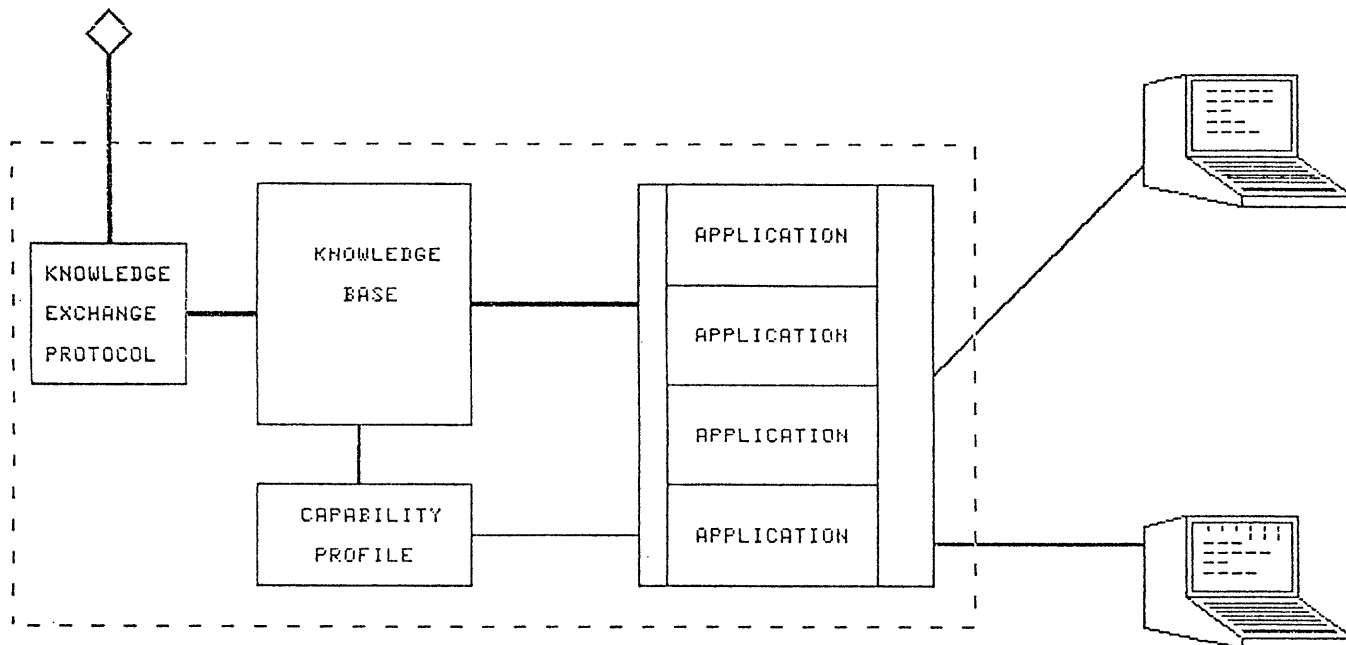 KNOWLEDGE
EXCHANGE
PROTOCOL
KNOWLEDGE
BASE
CAPABILITY
PROFILE
APPLICATION
APPLICATION
APPLICATION
APPLICATION